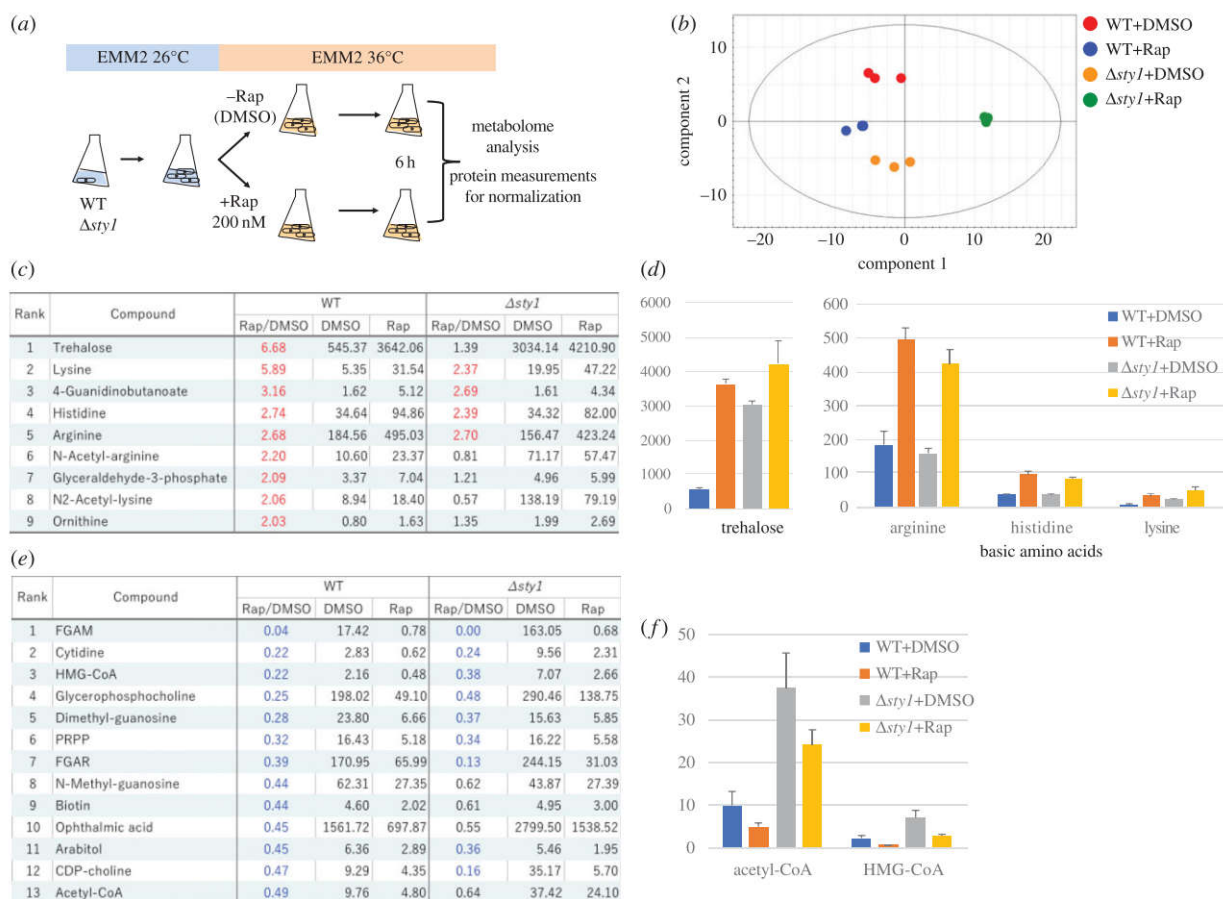 (a)
EMM2 26°C EMM2 36°C
–Rap
(DMSO)
WT
Δsty1
+Rap
200 nM
6 h
metabolome
analysis
protein measurements
for normalization
(b)
WT+DMSO
WT+Rap
Δsty1+DMSO
Δsty1+Rap
component 2
10
0
−10
−20 −10 0 10 20
component 1
(c)
Rank Compound WT Δsty1
Rap/DMSO DMSO Rap Rap/DMSO DMSO Rap
1 Trehalose 6.68 545.37 3642.06 1.39 3034.14 4210.90
2 Lysine 5.89 5.35 31.54 2.37 19.95 47.22
3 4-Guanidinobutanoate 3.16 1.62 5.12 2.69 1.61 4.34
4 Histidine 2.74 34.64 94.86 2.39 34.32 82.00
5 Arginine 2.68 184.56 495.03 2.70 156.47 423.24
6 N-Acetyl-arginine 2.20 10.60 23.37 0.81 71.17 57.47
7 Glyceraldehyde-3-phosphate 2.09 3.37 7.04 1.21 4.96 5.99
8 N2-Acetyl-lysine 2.06 8.94 18.40 0.57 138.19 79.19
9 Ornithine 2.03 0.80 1.63 1.35 1.99 2.69
(d)
6000
5000
4000
3000
2000
1000
0
trehalose
600
500
400
300
200
100
0
WT+DMSO
WT+Rap
Δsty1+DMSO
Δsty1+Rap
arginine histidine lysine
basic amino acids
(e)
Rank Compound WT Δsty1
Rap/DMSO DMSO Rap Rap/DMSO DMSO Rap
1 FGAM 0.04 17.42 0.78 0.00 163.05 0.68
2 Cytidine 0.22 2.83 0.62 0.24 9.56 2.31
3 HMG-CoA 0.22 2.16 0.48 0.38 7.07 2.66
4 Glycerophosphocholine 0.25 198.02 49.10 0.48 290.46 138.75
5 Dimethyl-guanosine 0.28 23.80 6.66 0.37 15.63 5.85
6 PRPP 0.32 16.43 5.18 0.34 16.22 5.58
7 FGAR 0.39 170.95 65.99 0.13 244.15 31.03
8 N-Methyl-guanosine 0.44 62.31 27.35 0.62 43.87 27.39
9 Biotin 0.44 4.60 2.02 0.61 4.95 3.00
10 Ophthalmic acid 0.45 1561.72 697.87 0.55 2799.50 1538.52
11 Arabitol 0.45 6.36 2.89 0.36 5.46 1.95
12 CDP-choline 0.47 9.29 4.35 0.16 35.17 5.70
13 Acetyl-CoA 0.49 9.76 4.80 0.64 37.42 24.10
(f)
50
40
30
20
10
0
WT+DMSO
WT+Rap
Δsty1+DMSO
Δsty1+Rap
acetyl-CoA HMG-CoA